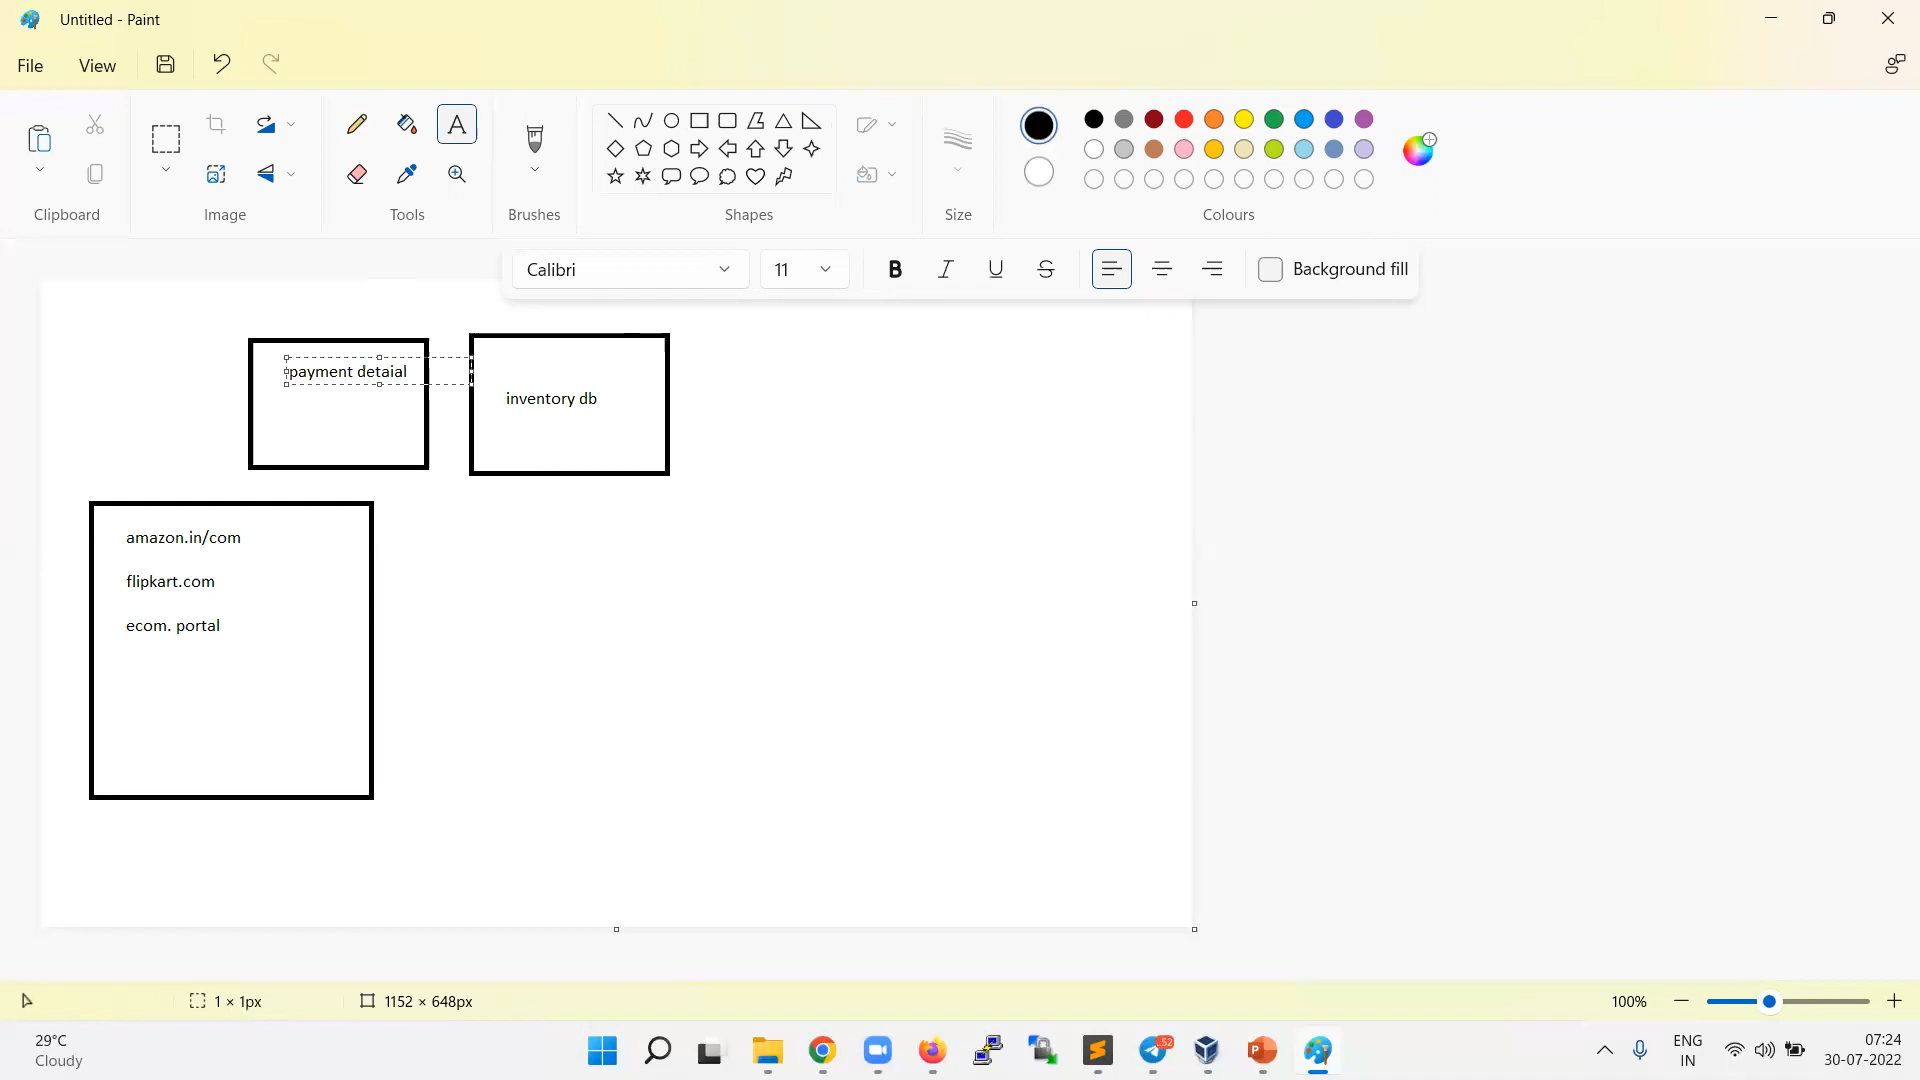 Untitled - Paint
File View
Clipboard Image Tools Brushes Shapes Size Colours
Calibri 11 B I U S Background fill
payment detaial
inventory db
amazon.in/com
flipkart.com
ecom. portal
1 × 1px 1152 × 648px 100%
29°C
Cloudy
52
ENG
IN
07:24
30-07-2022